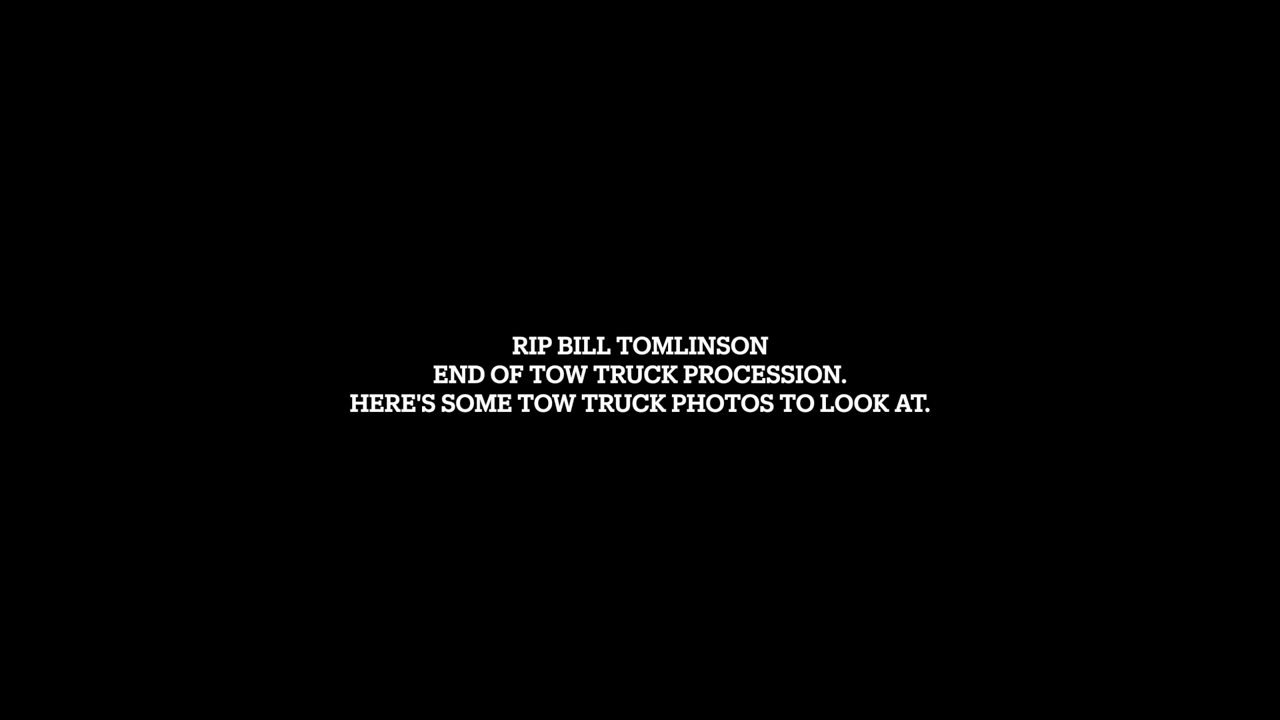 RIP BILL TOMLINSON
END OF TOW TRUCK PROCESSION.
HERE'S SOME TOW TRUCK PHOTOS TO LOOK AT.